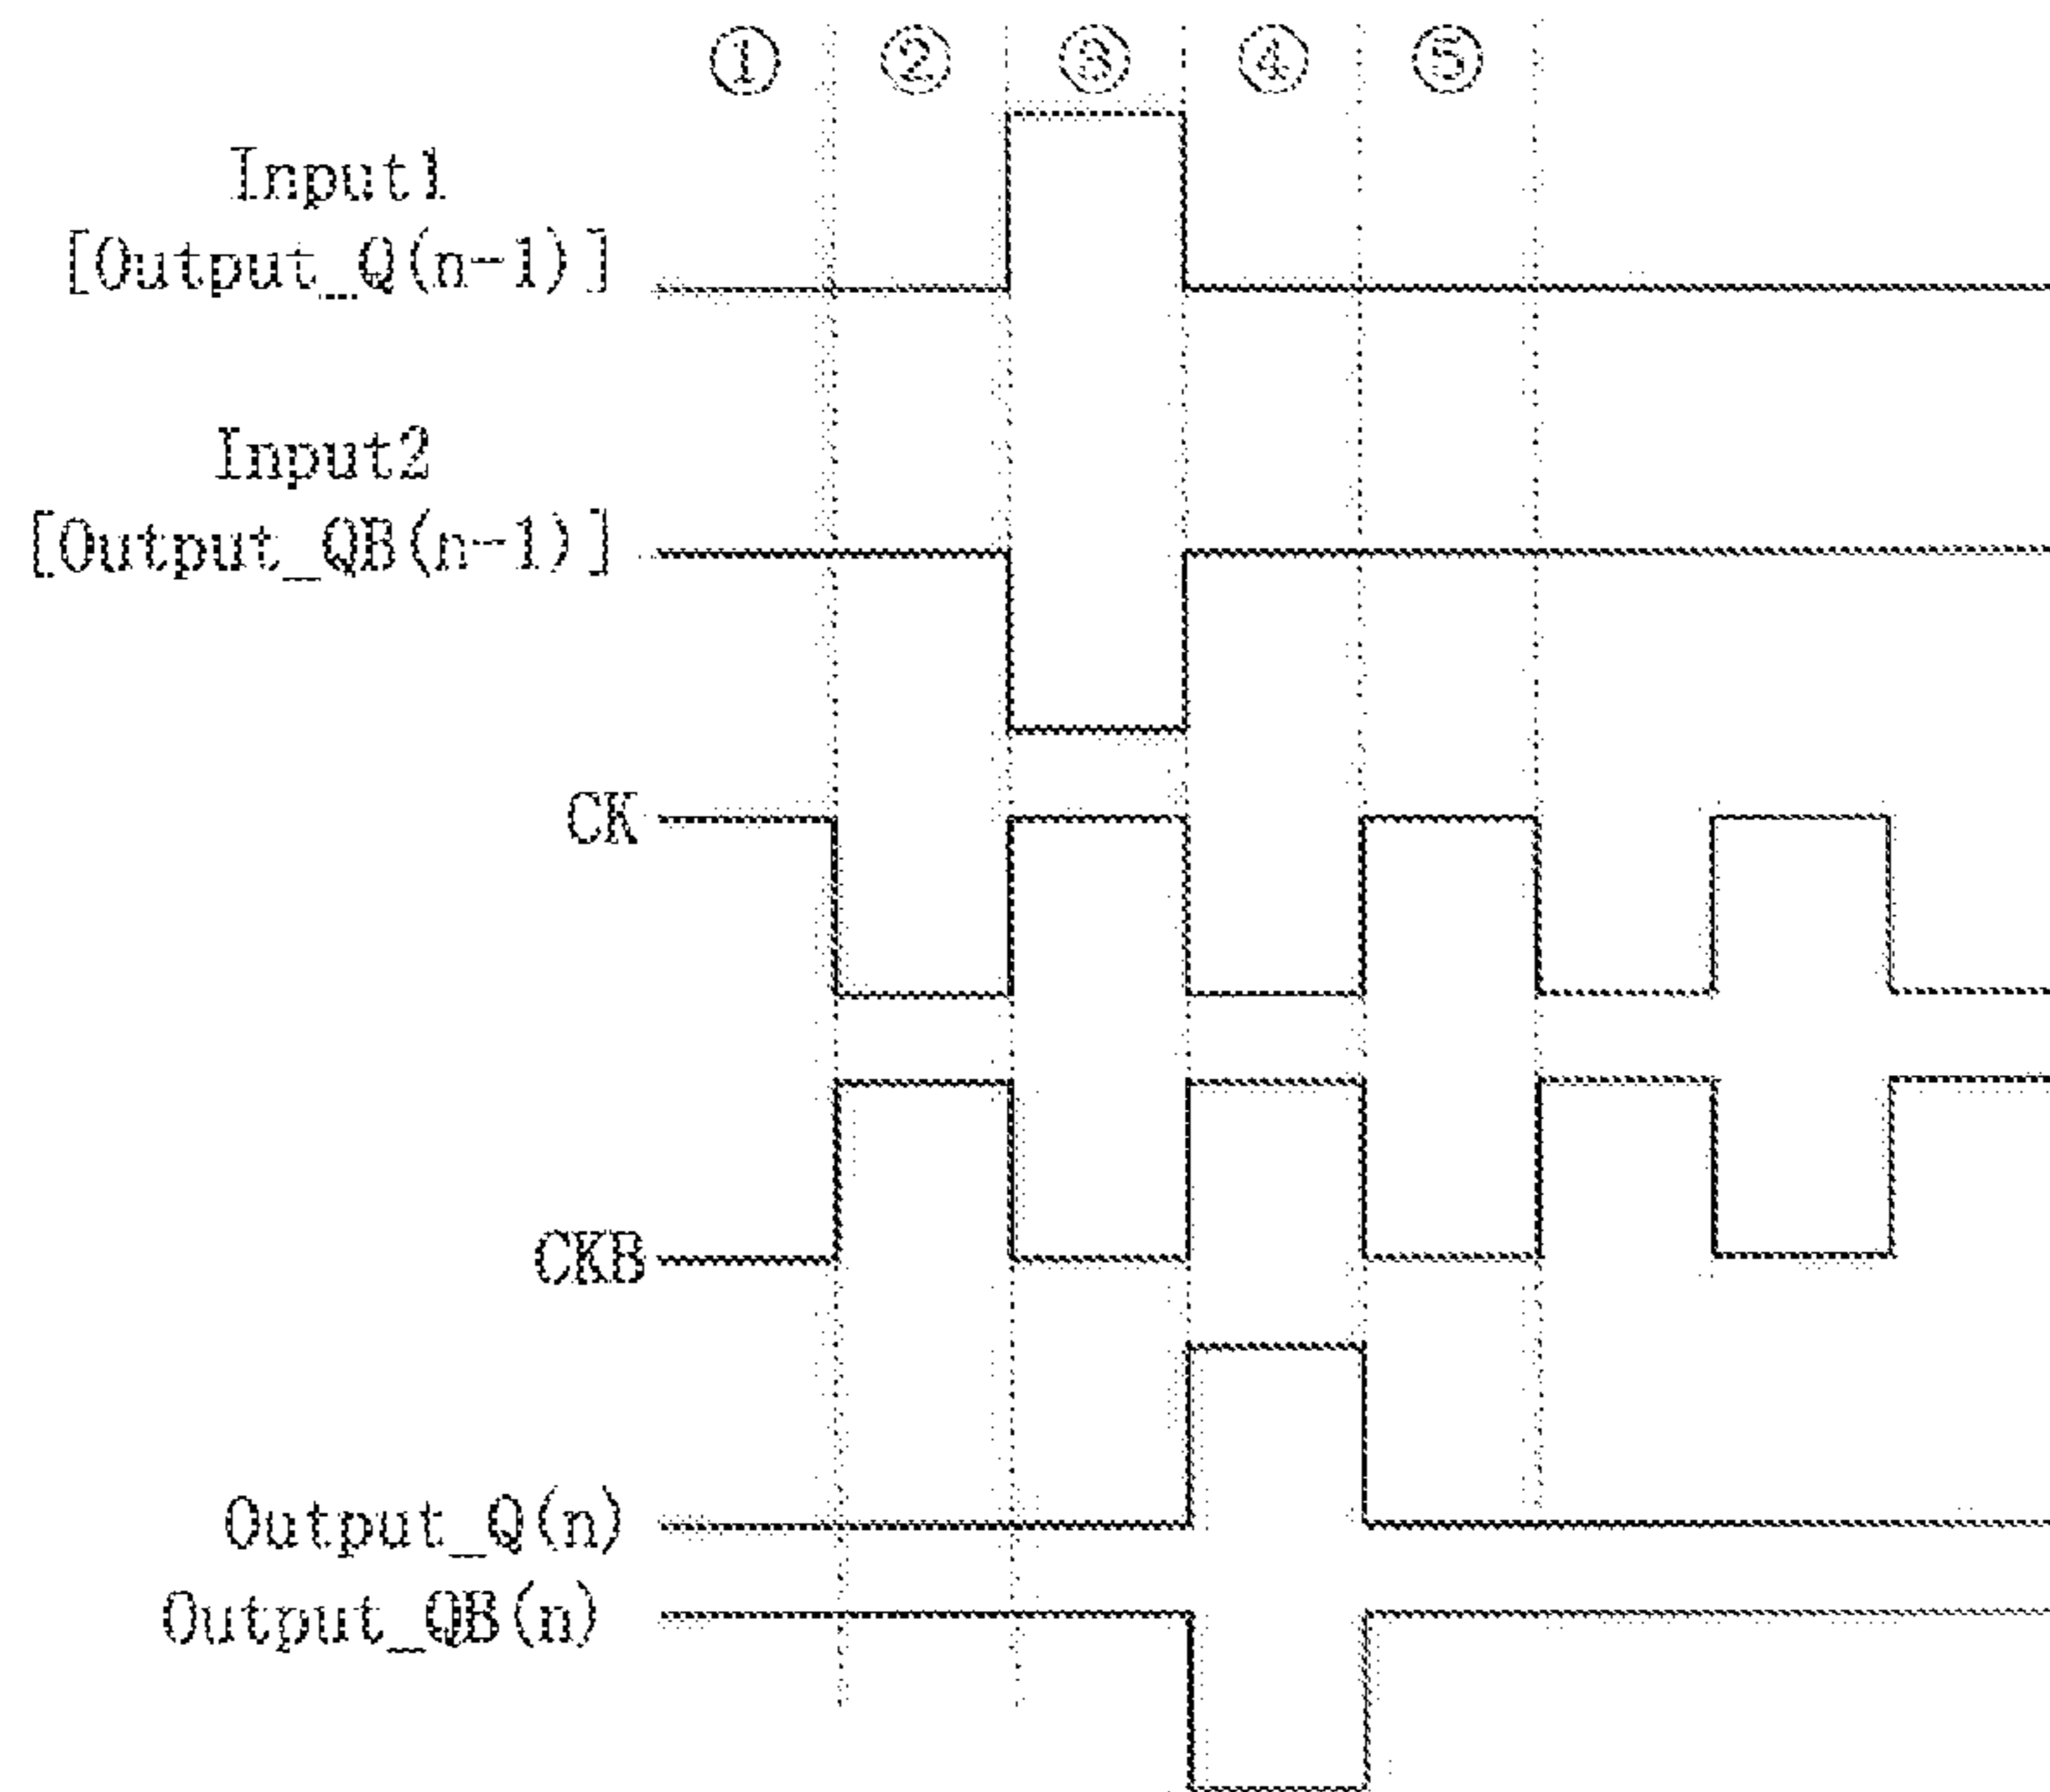 ① ② ③ ④ ⑤
Input1
[Output_Q(n-1)]
Input2
[Output_QB(n-1)]
CK
CKB
Output_Q(n)
Output_QB(n)